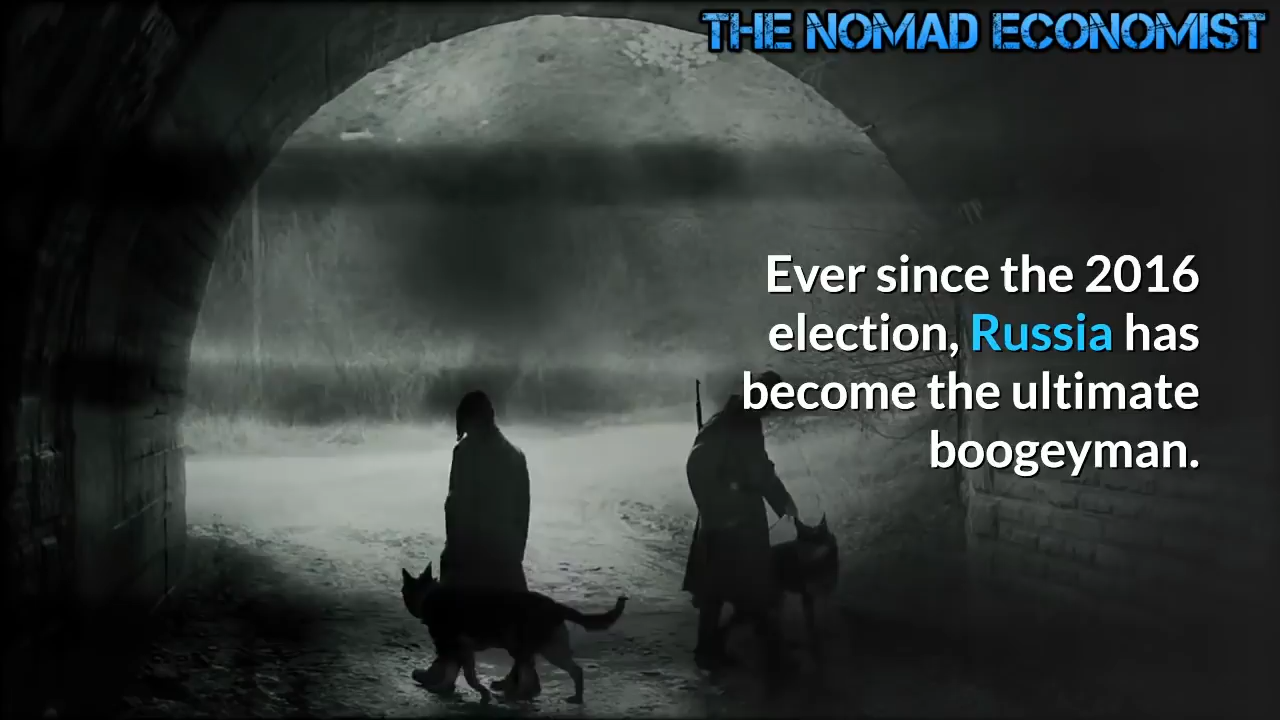 THE NOMAD ECONOMIST
Ever since the 2016
election, Russia has
become the ultimate
boogeyman.